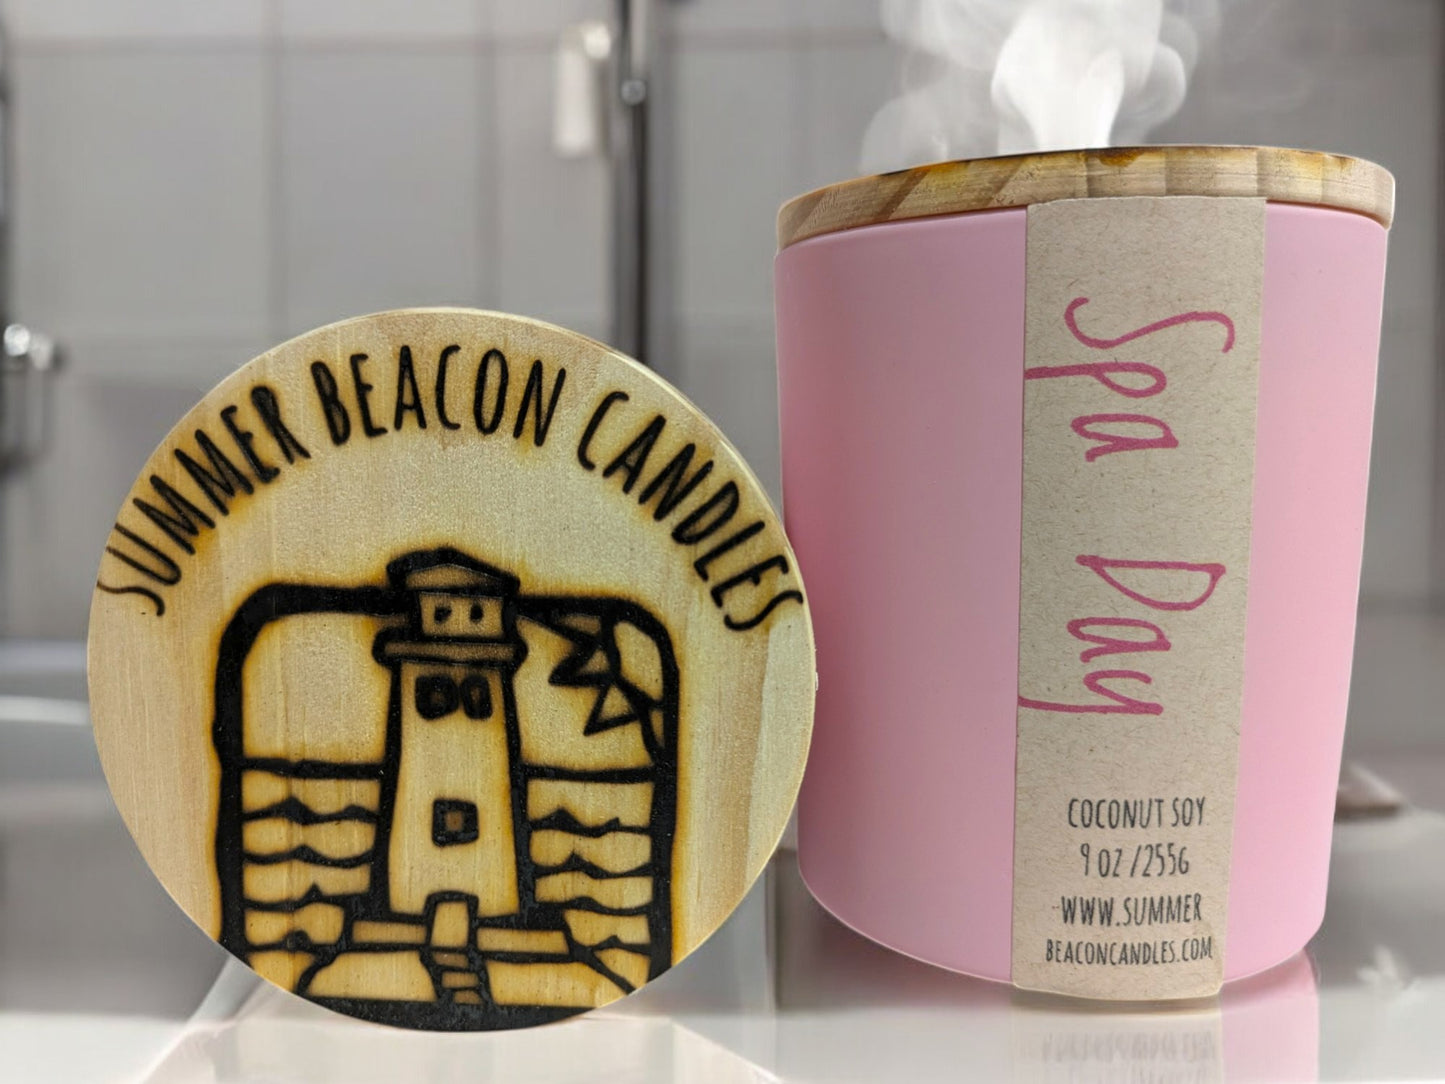 SUMMER BEACON CANDLES
Spa Day
COCONUT SOY
9 OZ /255G
WWW.SUMMER
BEACONCANDLES.COM